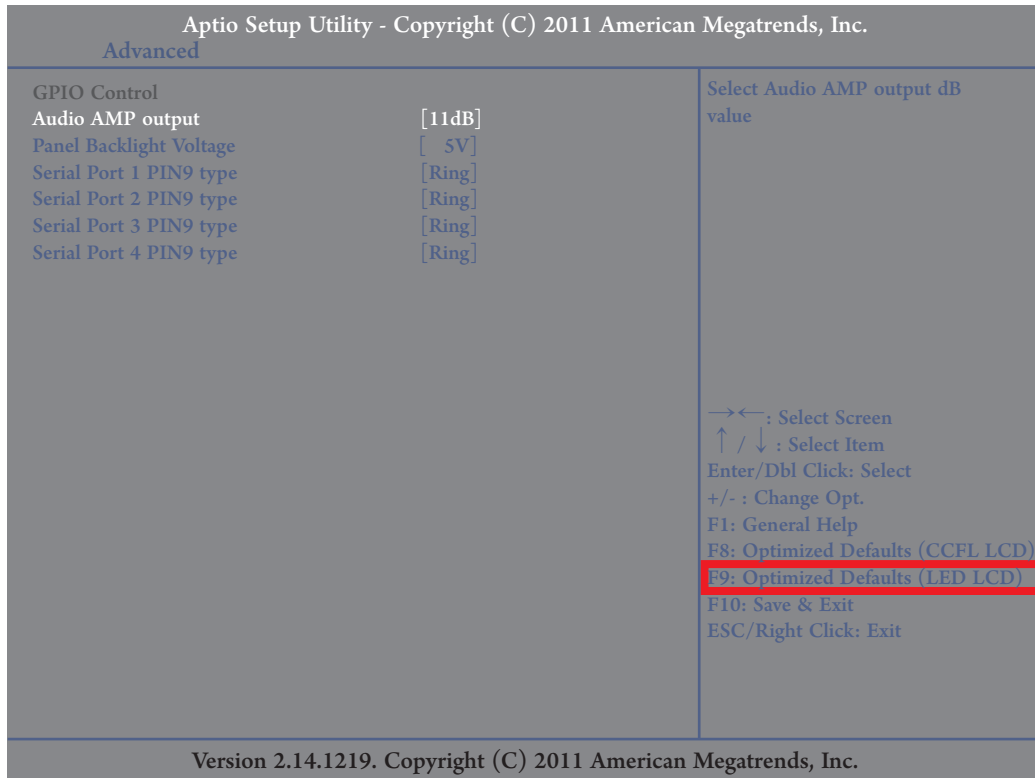 Aptio Setup Utility - Copyright (C) 2011 American Megatrends, Inc.
Advanced
GPIO Control
Audio AMP output [11dB]
Panel Backlight Voltage [ 5V]
Serial Port 1 PIN9 type [Ring]
Serial Port 2 PIN9 type [Ring]
Serial Port 3 PIN9 type [Ring]
Serial Port 4 PIN9 type [Ring]
Select Audio AMP output dB
value
→←: Select Screen
↑ / ↓ : Select Item
Enter/Dbl Click: Select
+/- : Change Opt.
F1: General Help
F8: Optimized Defaults (CCFL LCD)
F9: Optimized Defaults (LED LCD)
F10: Save & Exit
ESC/Right Click: Exit
Version 2.14.1219. Copyright (C) 2011 American Megatrends, Inc.